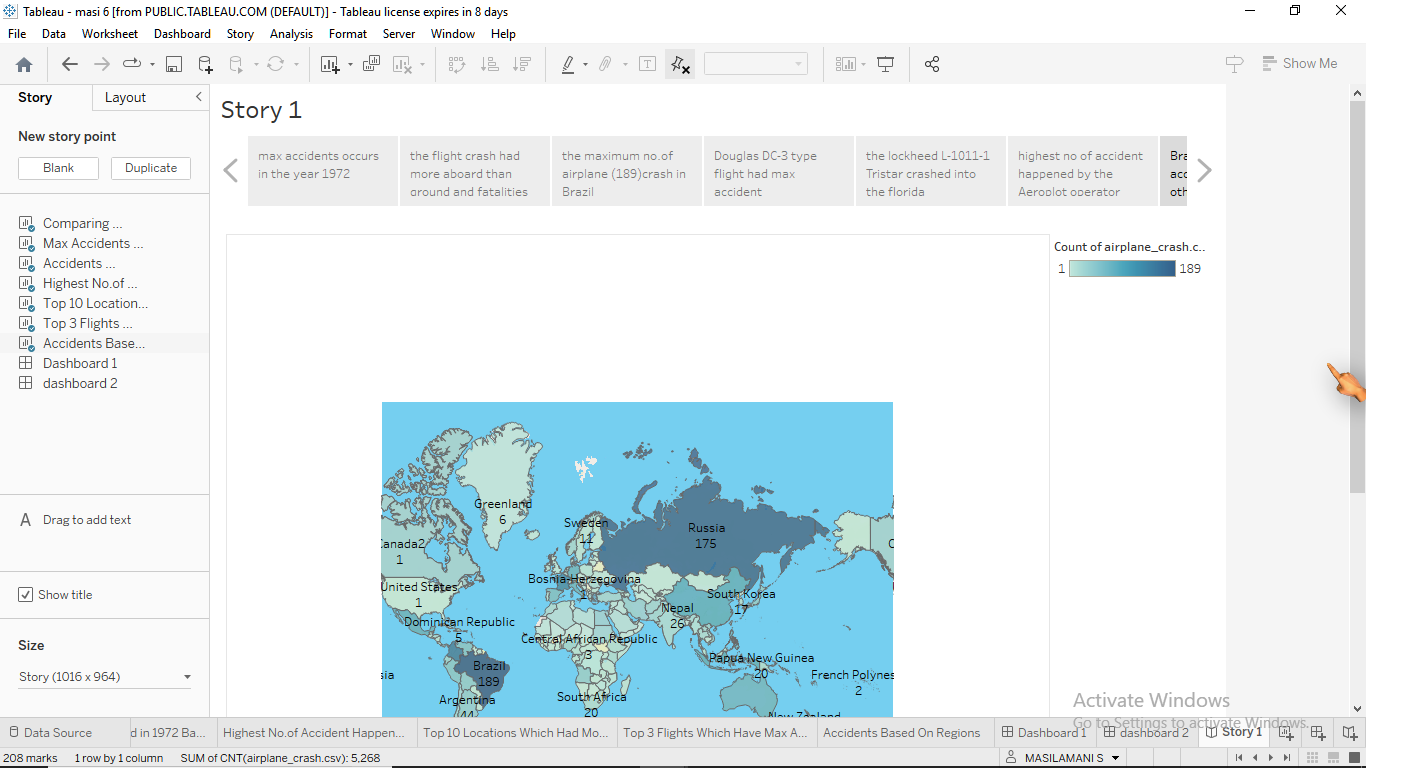 Tableau - masi 6 [from PUBLIC.TABLEAU.COM (DEFAULT)] - Tableau license expires in 8 days
File Data Worksheet Dashboard Story Analysis Format Server Window Help
Show Me
Story Layout
New story point
Blank Duplicate
Comparing ...
Max Accidents ...
Accidents ...
Highest No.of ...
Top 10 Location...
Top 3 Flights ...
Accidents Base...
Dashboard 1
dashboard 2
A Drag to add text
Show title
Size
Story (1016 x 964)
Story 1
max accidents occurs
in the year 1972
the flight crash had
more aboard than
ground and fatalities
the maximum no.of
airplane (189)crash in
Brazil
Douglas DC-3 type
flight had max
accident
the lockheed L-1011-1
Tristar crashed into
the florida
highest no of accident
happened by the
Aeroplot operator
Bra
acc
oth
Count of airplane_crash.c..
1 189
Greenland
6
Sweden
11
Russia
175
Canada2
1
C
United States
1
Bosnia-Herzegovina
1
South Korea
17
Nepal
26
Dominican Republic
5
Central African Republic
3
Brazil
189
Papua New Guinea
20
sia
French Polynes
2
Argentina
44
South Africa
20
New Zealand
Activate Windows
Go to Settings to activate Windows.
Data Source d in 1972 Ba... Highest No.of Accident Happen... Top 10 Locations Which Had Mo... Top 3 Flights Which Have Max A... Accidents Based On Regions Dashboard 1 dashboard 2 Story 1
208 marks 1 row by 1 column SUM of CNT(airplane_crash.csv): 5,268 MASILAMANI S